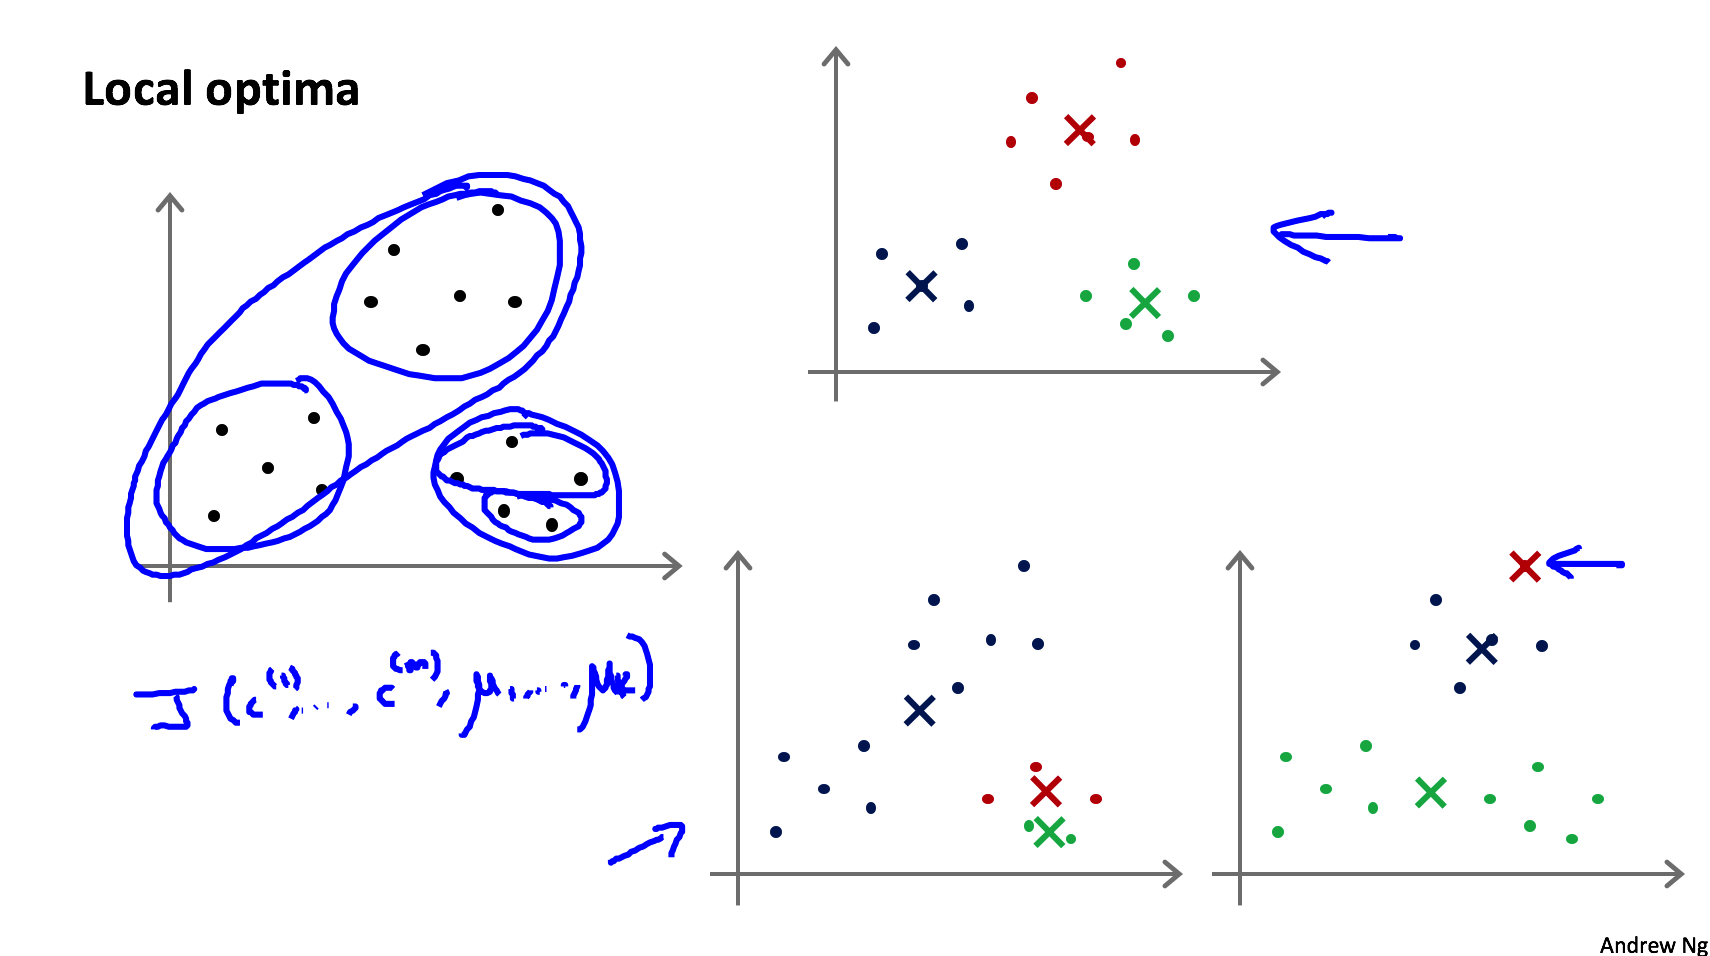 Local optima
J(c⁽¹⁾,...,c⁽ᵐ⁾,μ₁,...,μₖ)
Andrew Ng